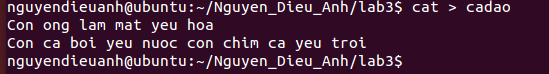 nguyendieuanh@ubuntu:~/Nguyen_Dieu_Anh/lab3$ cat > cadao
Con ong lam mat yeu hoa
Con ca boi yeu nuoc con chim ca yeu troi
nguyendieuanh@ubuntu:~/Nguyen_Dieu_Anh/lab3$